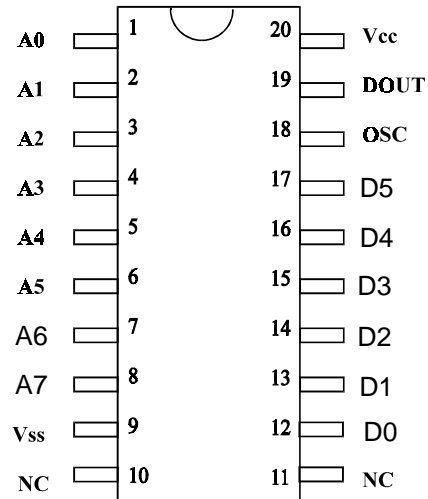 A0 1 20 Vcc
A1 2 19 DOUT
A2 3 18 OSC
A3 4 17 D5
A4 5 16 D4
A5 6 15 D3
A6 7 14 D2
A7 8 13 D1
Vss 9 12 D0
NC 10 11 NC